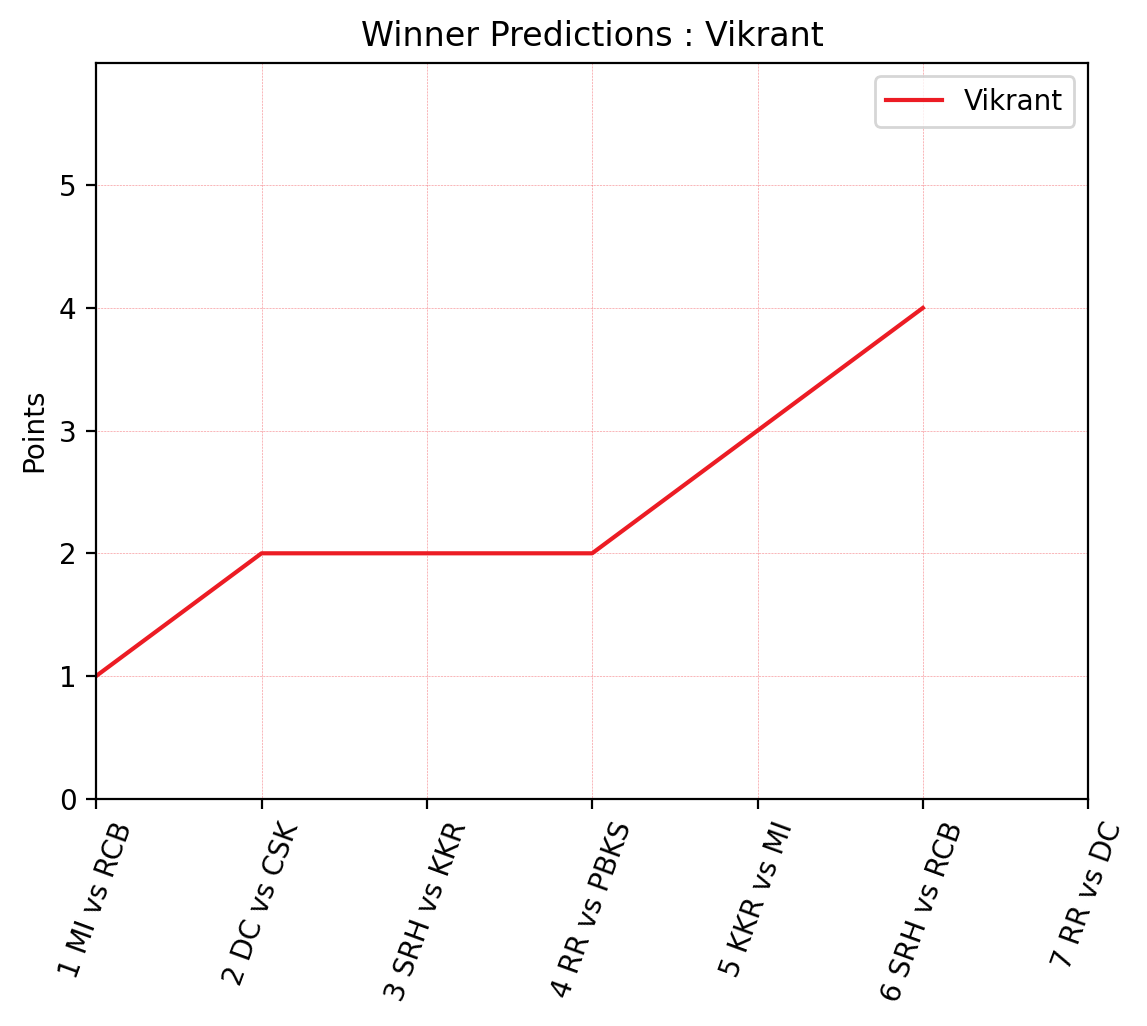 Winner Predictions : Vikrant
Vikrant
Points
5
4
3
2
1
0
1 MI vs RCB
2 DC vs CSK
3 SRH vs KKR
4 RR vs PBKS
5 KKR vs MI
6 SRH vs RCB
7 RR vs DC